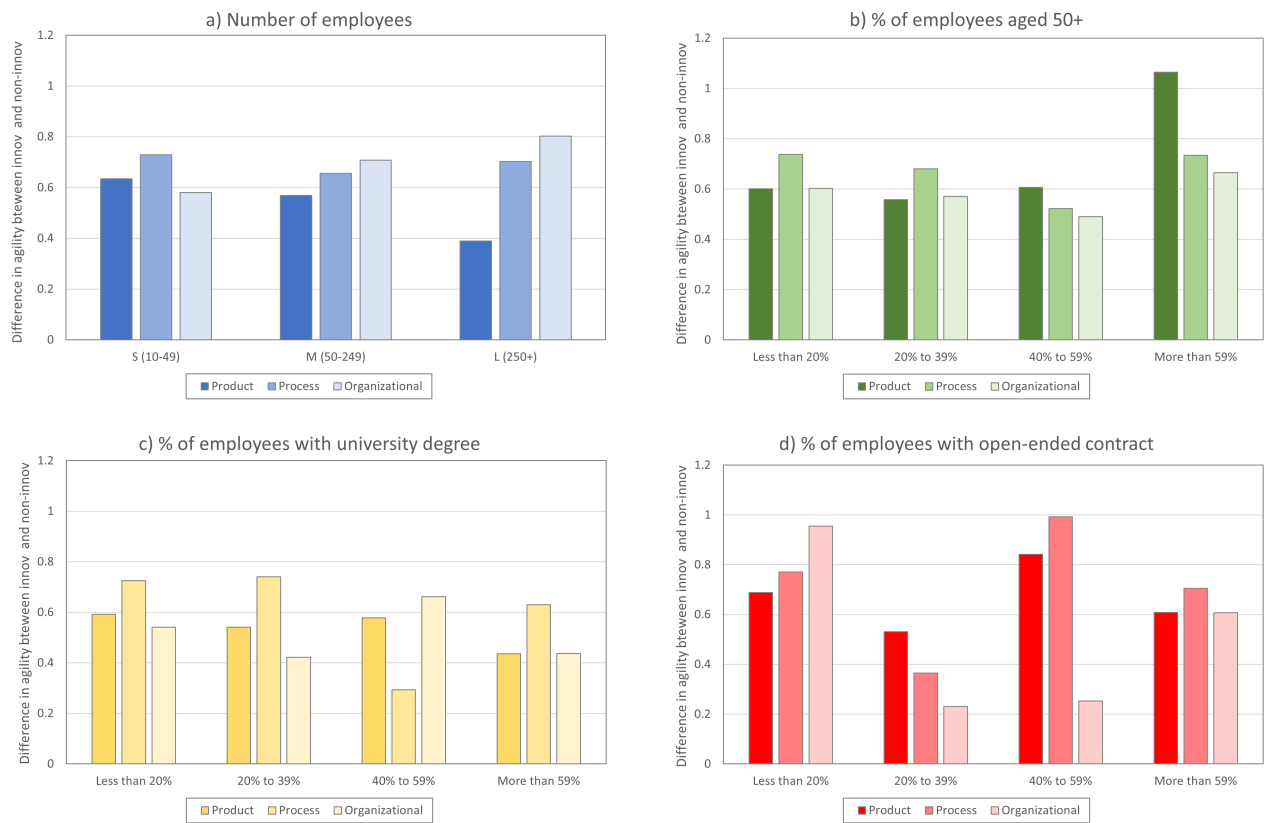 a) Number of employees
Difference in agility bteween innov and non-innov
1.2
1
0.8
0.6
0.4
0.2
0
S (10-49) M (50-249) L (250+)
Product Process Organizational
b) % of employees aged 50+
Difference in agility bteween innov and non-innov
1.2
1
0.8
0.6
0.4
0.2
0
Less than 20% 20% to 39% 40% to 59% More than 59%
Product Process Organizational
c) % of employees with university degree
Difference in agility bteween innov and non-innov
1.2
1
0.8
0.6
0.4
0.2
0
Less than 20% 20% to 39% 40% to 59% More than 59%
Product Process Organizational
d) % of employees with open-ended contract
Difference in agility bteween innov and non-innov
1.2
1
0.8
0.6
0.4
0.2
0
Less than 20% 20% to 39% 40% to 59% More than 59%
Product Process Organizational